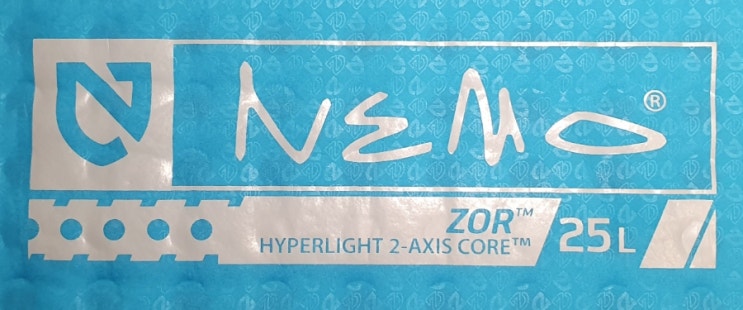 NEMO®
ZOR™
HYPERLIGHT 2-AXIS CORE™
25L